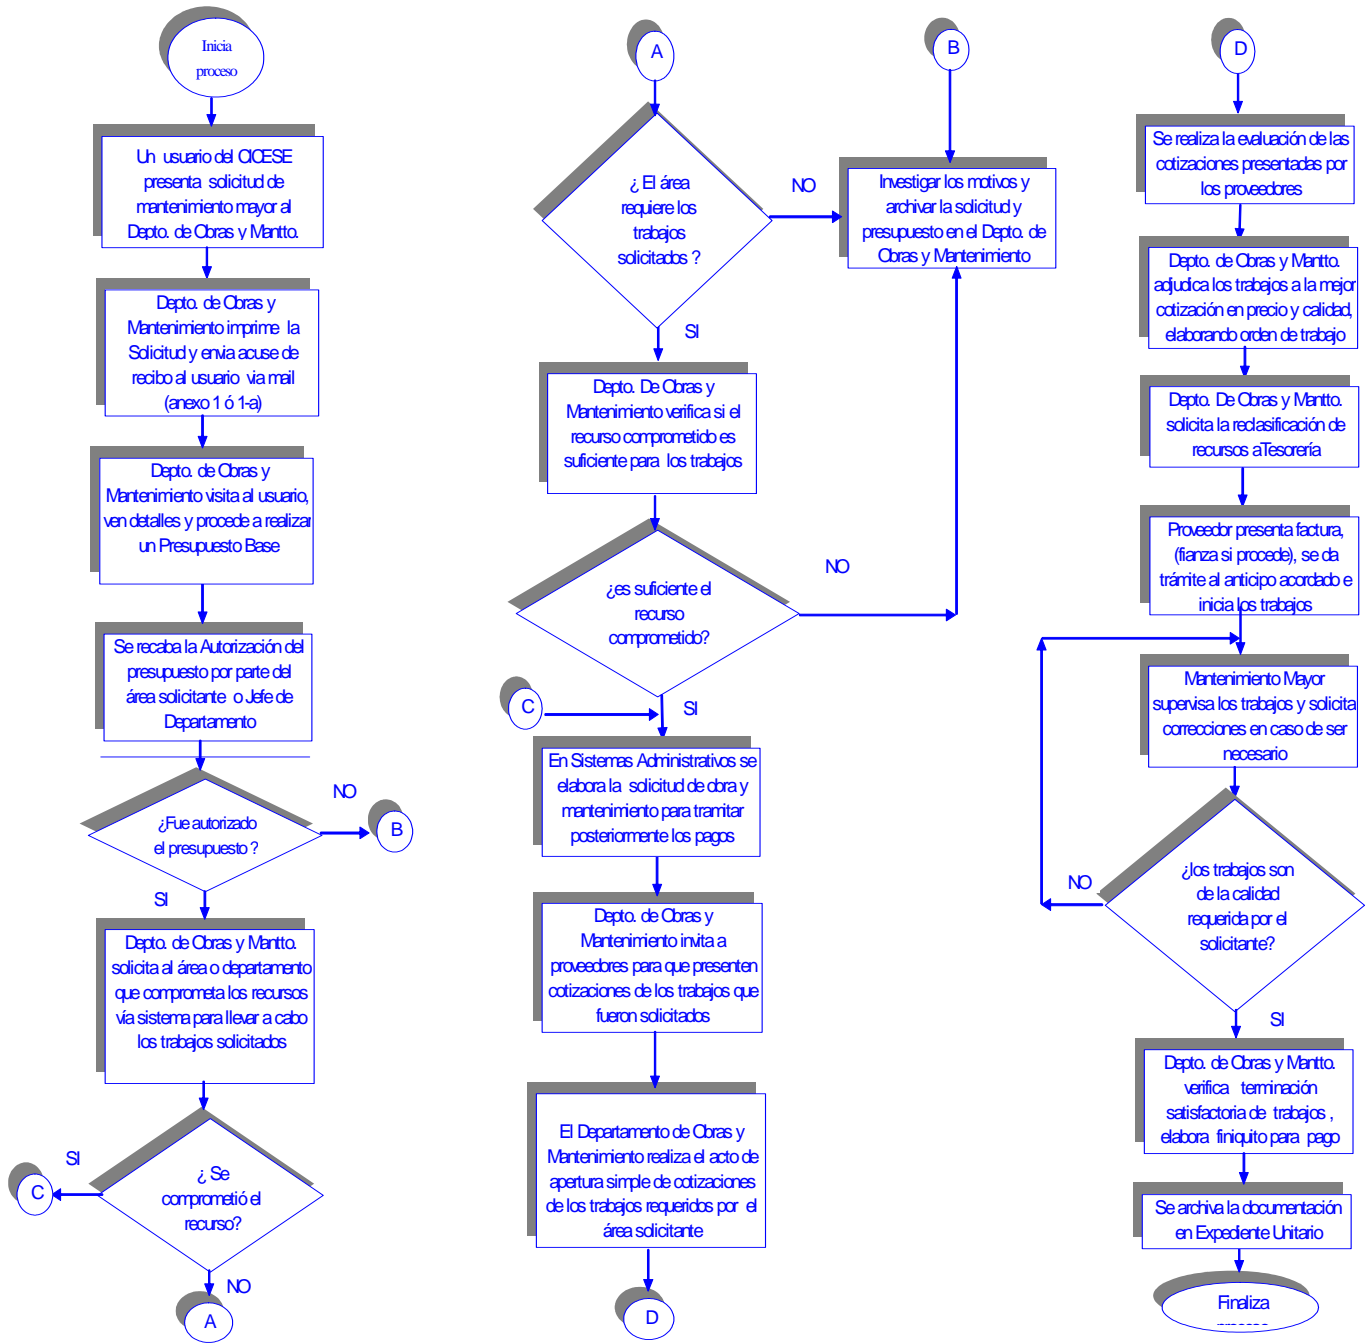 Inicia
proceso
Un usuario del CICESE
presenta solicitud de
mantenimiento mayor al
Depto. de Obras y Mantto.
Depto. de Obras y
Mantenimiento imprime la
Solicitud y envia acuse de
recibo al usuario via mail
(anexo 1 ó 1-a)
Depto. de Obras y
Mantenimiento visita al usuario,
ven detalles y procede a realizar
un Presupuesto Base
Se recaba la Autorización del
presupuesto por parte del
área solicitante o Jefe de
Departamento
¿Fue autorizado
el presupuesto ?
NO
B
SI
Depto. de Obras y Mantto.
solicita al área o departamento
que comprometa los recursos
vía sistema para llevar a cabo
los trabajos solicitados
¿ Se
comprometió el
recurso?
SI
C
NO
A
A
¿ El área
requiere los
trabajos
solicitados ?
NO
SI
B
Investigar los motivos y
archivar la solicitud y
presupuesto en el Depto. de
Obras y Mantenimiento
Depto. De Obras y
Mantenimiento verifica si el
recurso comprometido es
suficiente para los trabajos
¿es suficiente el
recurso
comprometido?
NO
SI
C
En Sistemas Administrativos se
elabora la solicitud de obra y
mantenimiento para tramitar
posteriormente los pagos
Depto. de Obras y
Mantenimiento invita a
proveedores para que presenten
cotizaciones de los trabajos que
fueron solicitados
El Departamento de Obras y
Mantenimiento realiza el acto de
apertura simple de cotizaciones
de los trabajos requeridos por el
área solicitante
D
D
Se realiza la evaluación de las
cotizaciones presentadas por
los proveedores
Depto. de Obras y Mantto.
adjudica los trabajos a la mejor
cotización en precio y calidad,
elaborando orden de trabajo
Depto. De Obras y Mantto.
solicita la reclasificación de
recursos a Tesorería
Proveedor presenta factura,
(fianza si procede), se da
trámite al anticipo acordado e
inicia los trabajos
Mantenimiento Mayor
supervisa los trabajos y solicita
correcciones en caso de ser
necesario
¿los trabajos son
de la calidad
requerida por el
solicitante?
NO
SI
Depto. de Obras y Mantto.
verifica terminación
satisfactoria de trabajos ,
elabora finiquito para pago
Se archiva la documentación
en Expediente Unitario
Finaliza